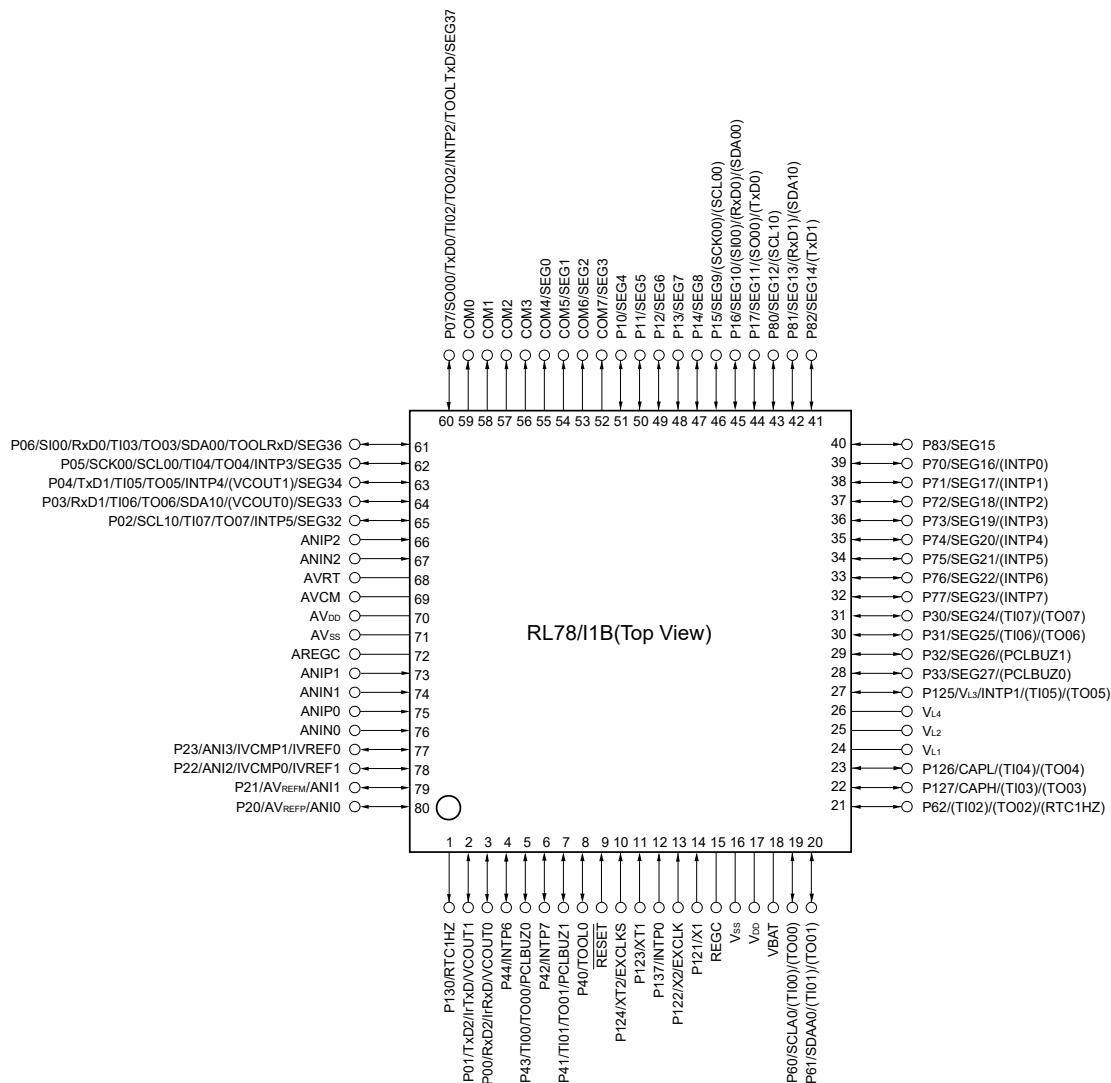 P07/SO00/TxD0/TI02/TO02/INTP2/TOOLTxD/SEG37
COM0
COM1
COM2
COM3
COM4/SEG0
COM5/SEG1
COM6/SEG2
COM7/SEG3
P10/SEG4
P11/SEG5
P12/SEG6
P13/SEG7
P14/SEG8
P15/SEG9/(SCK00)/(SCL00)
P16/SEG10/(SI00)/(RxD0)/(SDA00)
P17/SEG11/(SO00)/(TxD0)
P80/SEG12/(SCL10)
P81/SEG13/(RxD1)/(SDA10)
P82/SEG14/(TxD1)
60 59 58 57 56 55 54 53 52 51 50 49 48 47 46 45 44 43 42 41
P06/SI00/RxD0/TI03/TO03/SDA00/TOOLRxD/SEG36 61
P05/SCK00/SCL00/TI04/TO04/INTP3/SEG35 62
P04/TxD1/TI05/TO05/INTP4/(VCOUT1)/SEG34 63
P03/RxD1/TI06/TO06/SDA10/(VCOUT0)/SEG33 64
P02/SCL10/TI07/TO07/INTP5/SEG32 65
ANIP2 66
ANIN2 67
AVRT 68
AVCM 69
AVDD 70
AVSS 71
AREGC 72
ANIP1 73
ANIN1 74
ANIP0 75
ANIN0 76
P23/ANI3/IVCMP1/IVREF0 77
P22/ANI2/IVCMP0/IVREF1 78
P21/AVREFM/ANI1 79
P20/AVREFP/ANI0 80
RL78/I1B(Top View)
40 P83/SEG15
39 P70/SEG16/(INTP0)
38 P71/SEG17/(INTP1)
37 P72/SEG18/(INTP2)
36 P73/SEG19/(INTP3)
35 P74/SEG20/(INTP4)
34 P75/SEG21/(INTP5)
33 P76/SEG22/(INTP6)
32 P77/SEG23/(INTP7)
31 P30/SEG24/(TI07)/(TO07)
30 P31/SEG25/(TI06)/(TO06)
29 P32/SEG26/(PCLBUZ1)
28 P33/SEG27/(PCLBUZ0)
27 P125/VL3/INTP1/(TI05)/(TO05)
26 VL4
25 VL2
24 VL1
23 P126/CAPL/(TI04)/(TO04)
22 P127/CAPH/(TI03)/(TO03)
21 P62/(TI02)/(TO02)/(RTC1HZ)
1 2 3 4 5 6 7 8 9 10 11 12 13 14 15 16 17 18 19 20
P130/RTC1HZ
P01/TxD2/IrTxD/VCOUT1
P00/RxD2/IrRxD/VCOUT0
P44/INTP6
P43/TI00/TO00/PCLBUZ0
P42/INTP7
P41/TI01/TO01/PCLBUZ1
P40/TOOL0
RESET
P124/XT2/EXCLKS
P123/XT1
P137/INTP0
P122/X2/EXCLK
P121/X1
REGC
VSS
VDD
VBAT
P60/SCLA0/(TI00)/(TO00)
P61/SDAA0/(TI01)/(TO01)